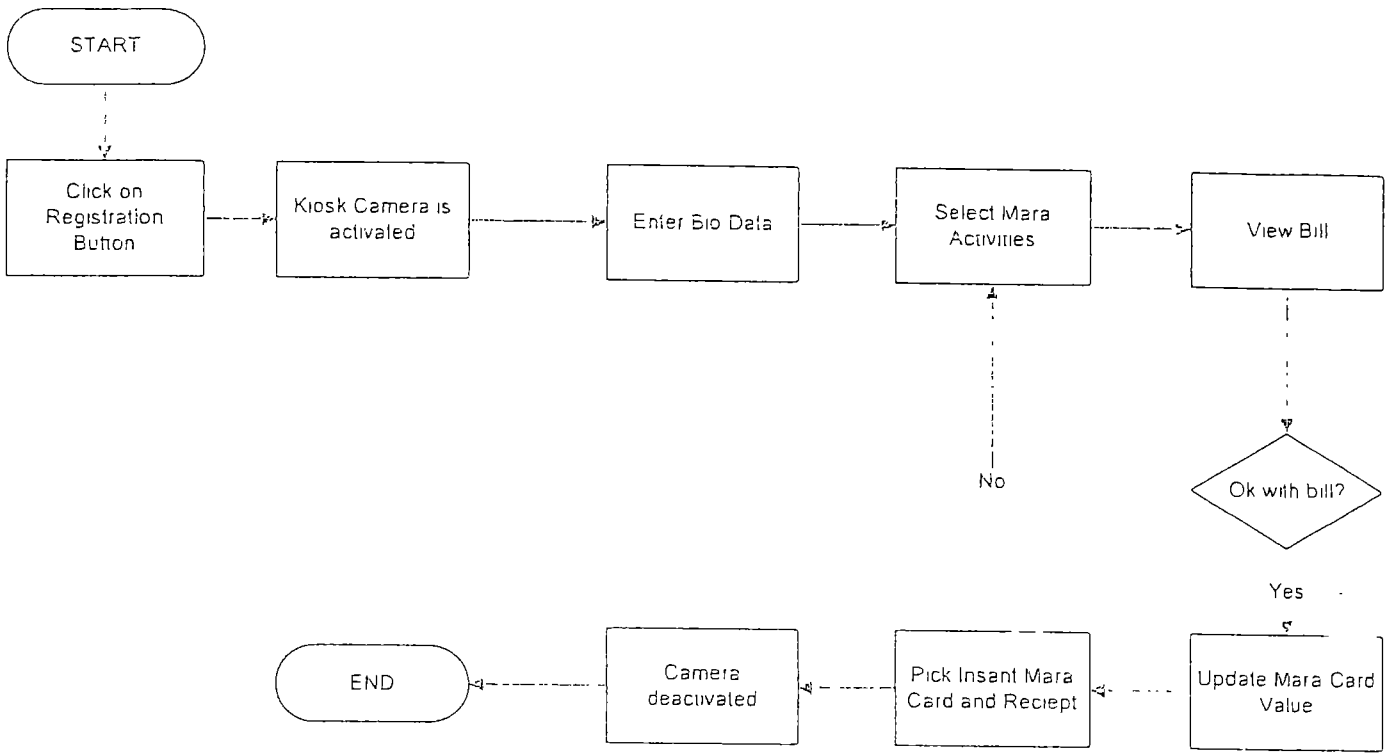 START
Click on
Registration
Button
Kiosk Camera is
activated
Enter Bio Data
Select Mara
Activities
View Bill
No
Ok with bill?
Yes
END
Camera
deactivated
Pick Insant Mara
Card and Reciept
Update Mara Card
Value